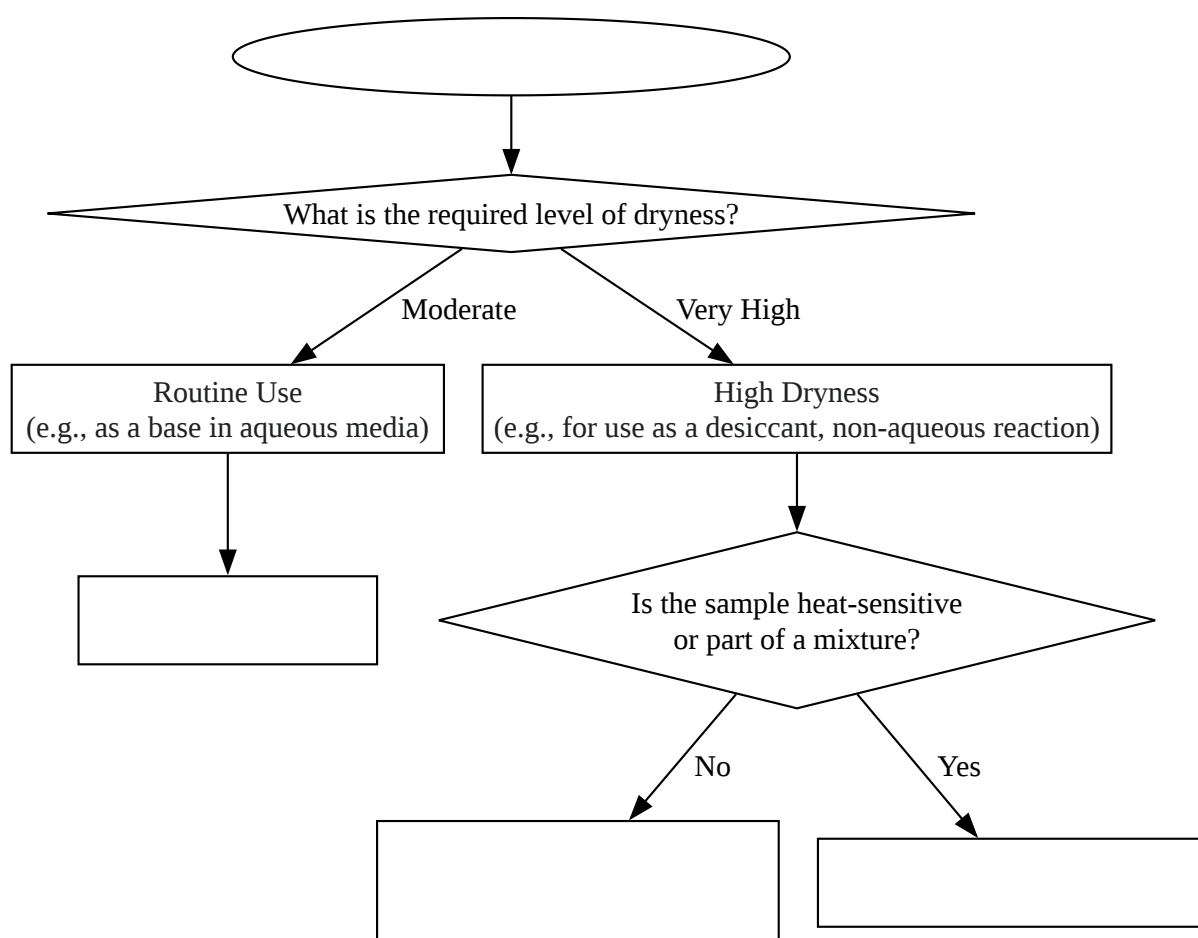 What is the required level of dryness?
Moderate
Very High
Routine Use
(e.g., as a base in aqueous media)
High Dryness
(e.g., for use as a desiccant, non-aqueous reaction)
Is the sample heat-sensitive
or part of a mixture?
No
Yes